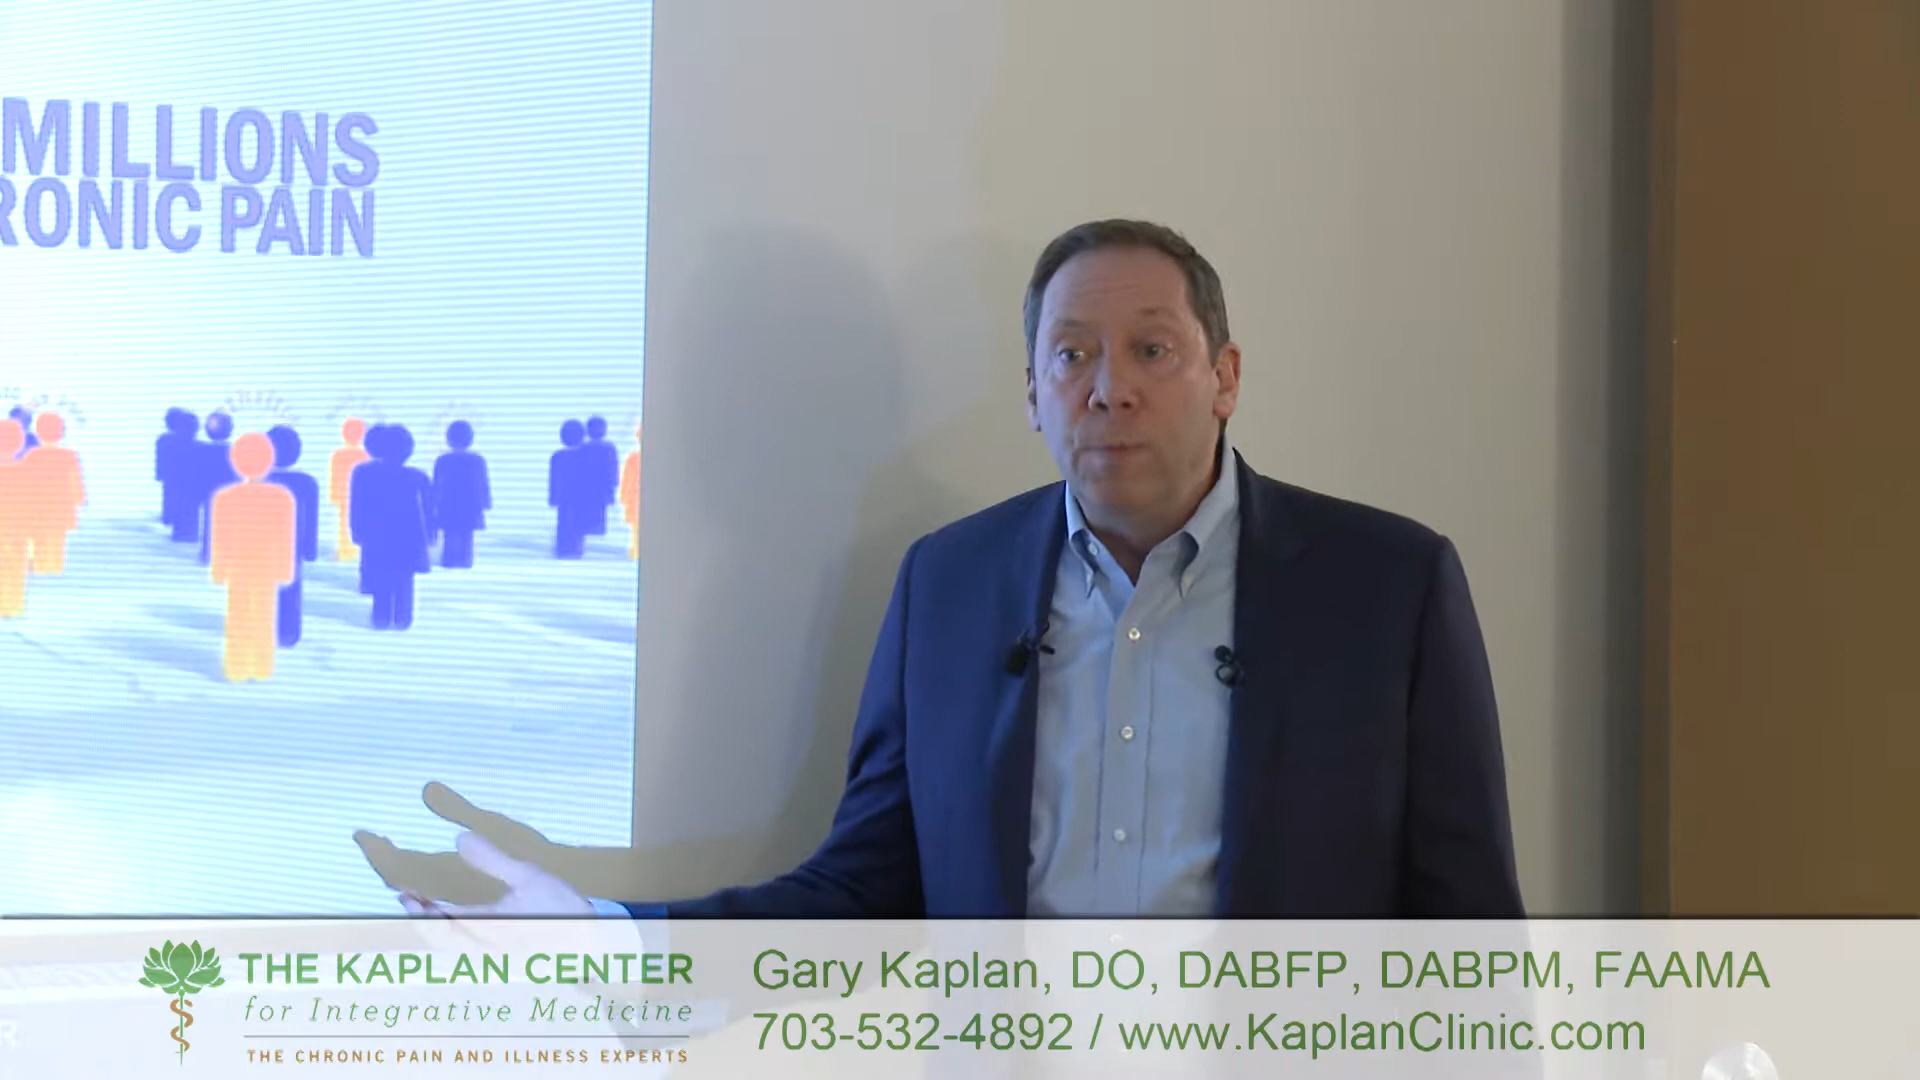 MILLIONS
RONIC PAIN
THE KAPLAN CENTER
for Integrative Medicine
THE CHRONIC PAIN AND ILLNESS EXPERTS
Gary Kaplan, DO, DABFP, DABPM, FAAMA
703-532-4892 / www.KaplanClinic.com